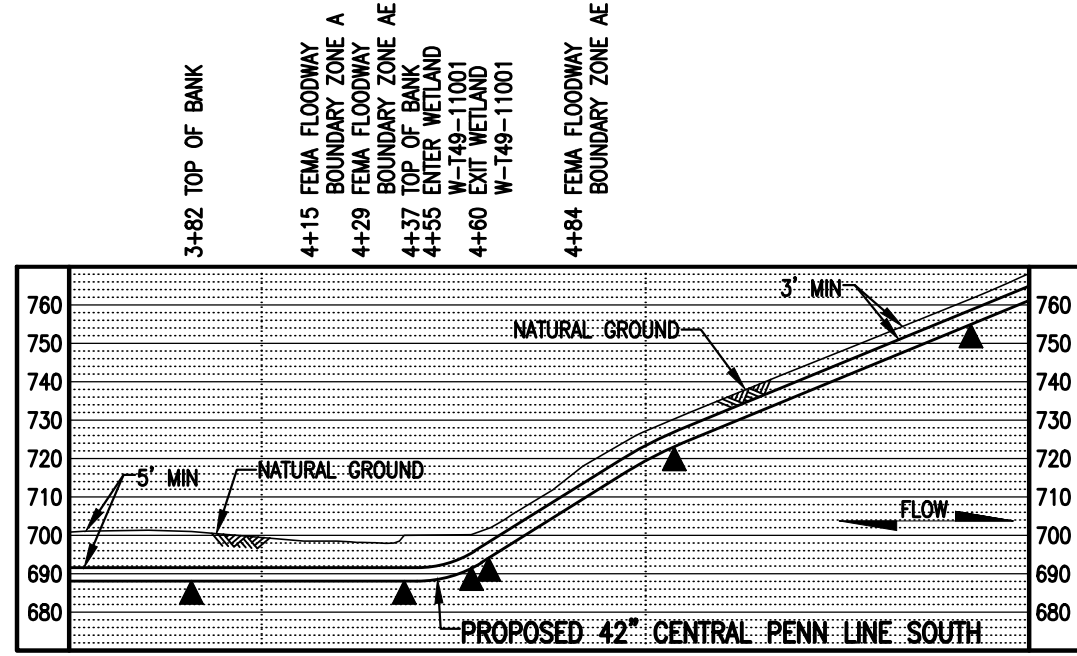 3+82 TOP OF BANK
4+15 FEMA FLOODWAY
BOUNDARY ZONE A
4+29 FEMA FLOODWAY
BOUNDARY ZONE AE
4+37 TOP OF BANK
4+55 ENTER WETLAND
W-T49-11001
4+60 EXIT WETLAND
W-T49-11001
4+84 FEMA FLOODWAY
BOUNDARY ZONE AE
760
750
740
730
720
710
700
690
680
3' MIN
NATURAL GROUND
5' MIN
NATURAL GROUND
FLOW
PROPOSED 42" CENTRAL PENN LINE SOUTH
760
750
740
730
720
710
700
690
680